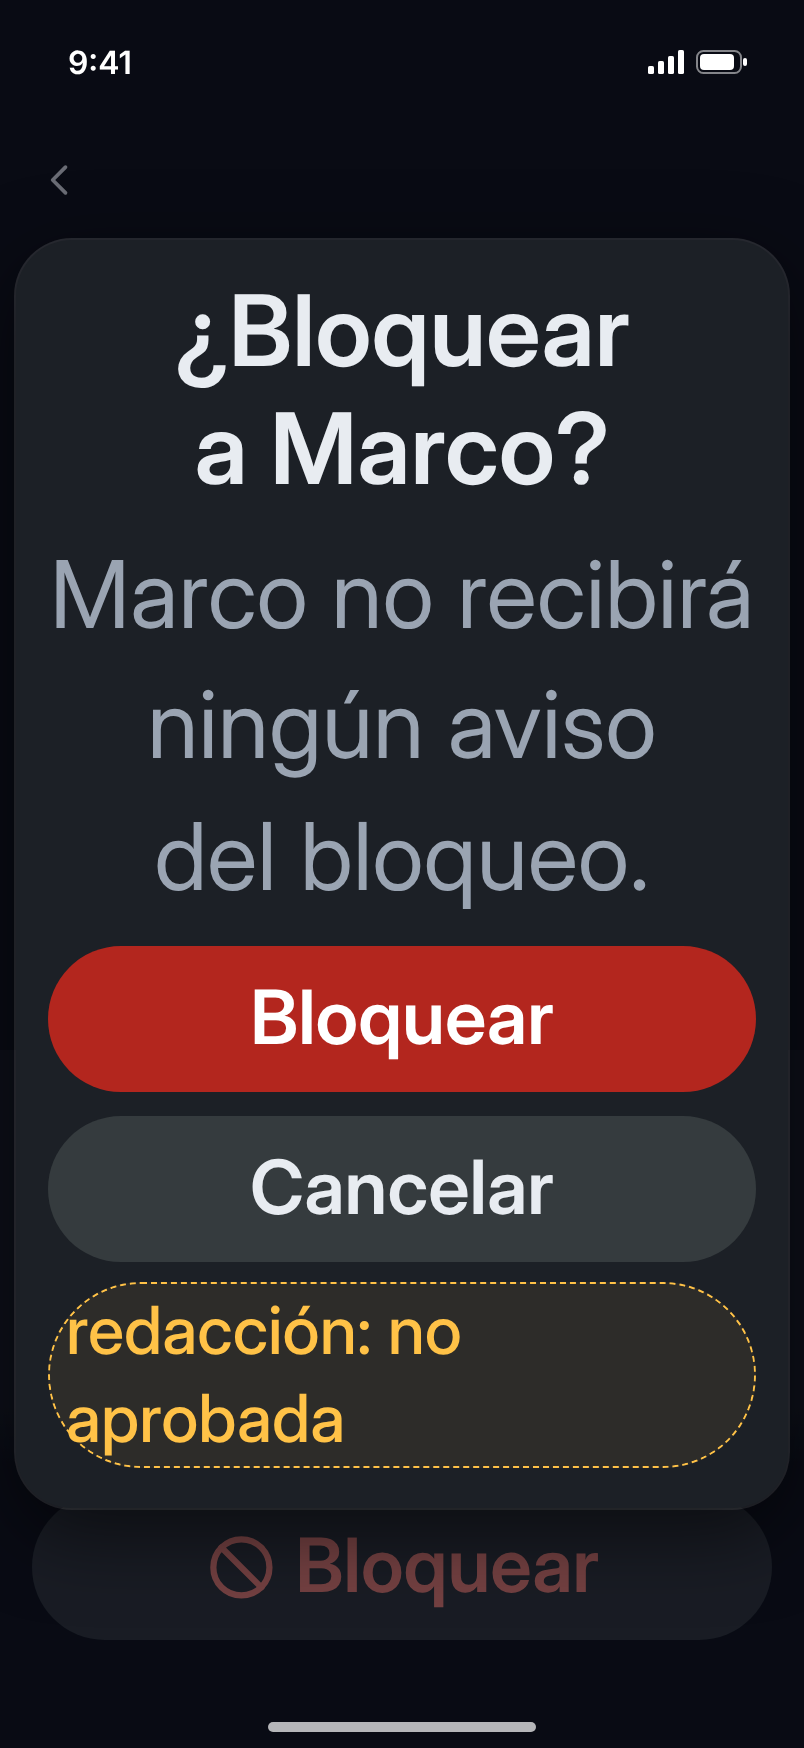 9:41
¿Bloquear
a Marco?
Marco no recibirá
ningún aviso
del bloqueo.
Bloquear
Cancelar
redacción: no
aprobada
Bloquear